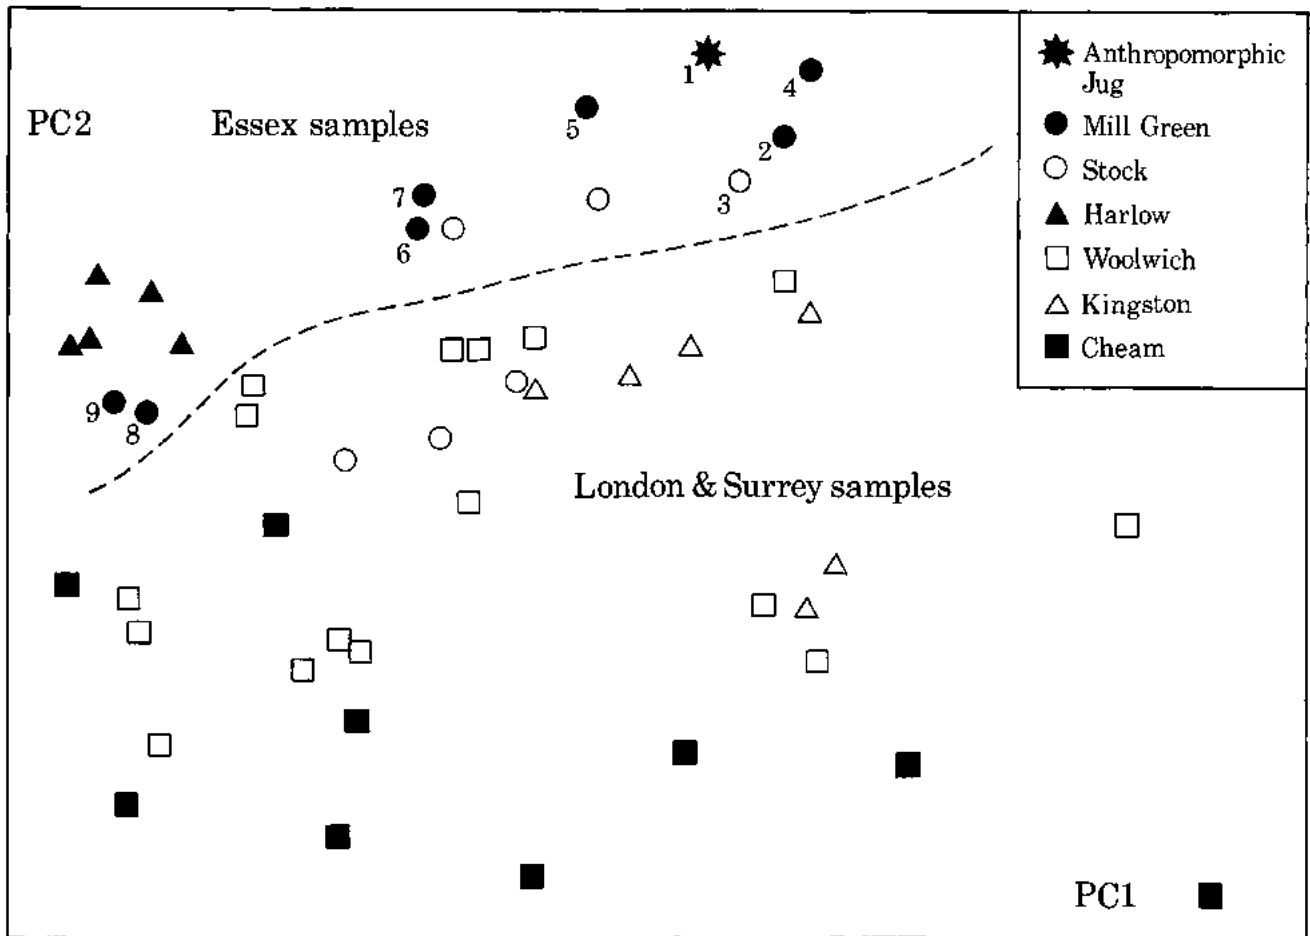 Anthropomorphic
Jug
Mill Green
Stock
Harlow
Woolwich
Kingston
Cheam
PC2
Essex samples
1
4
5
2
3
7
6
9
8
London & Surrey samples
PC1